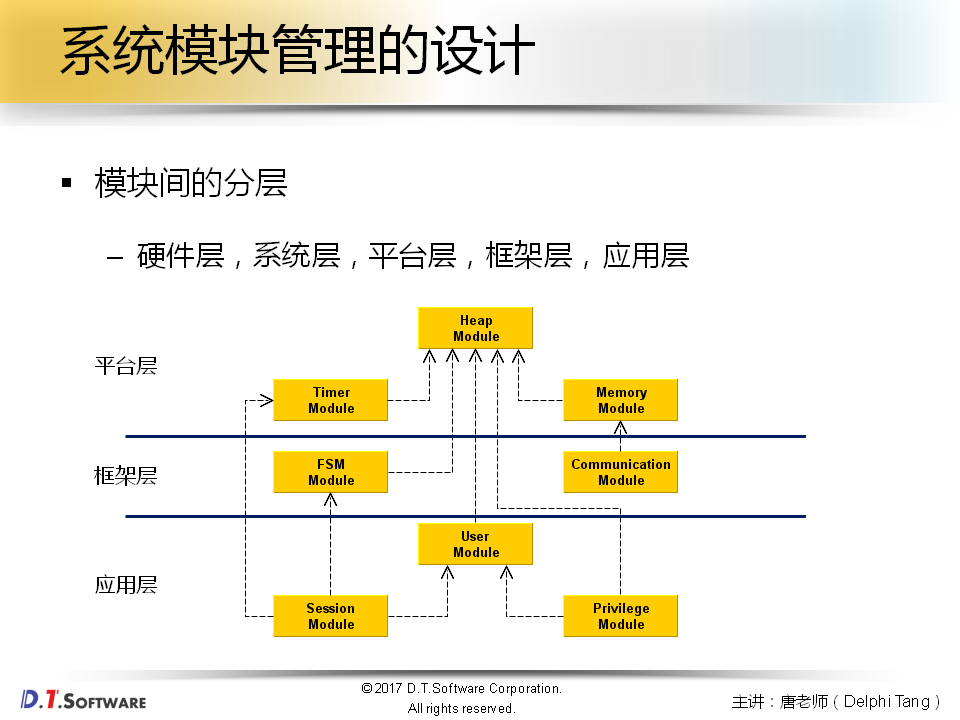 系统模块管理的设计
▪ 模块间的分层
– 硬件层，系统层，平台层，框架层，应用层
Heap
Module
平台层
Timer
Module
Memory
Module
框架层
FSM
Module
Communication
Module
User
Module
应用层
Session
Module
Privilege
Module
D.T.SOFTWARE
©2017 D.T.Software Corporation.
All rights reserved.
主讲：唐老师（Delphi Tang）